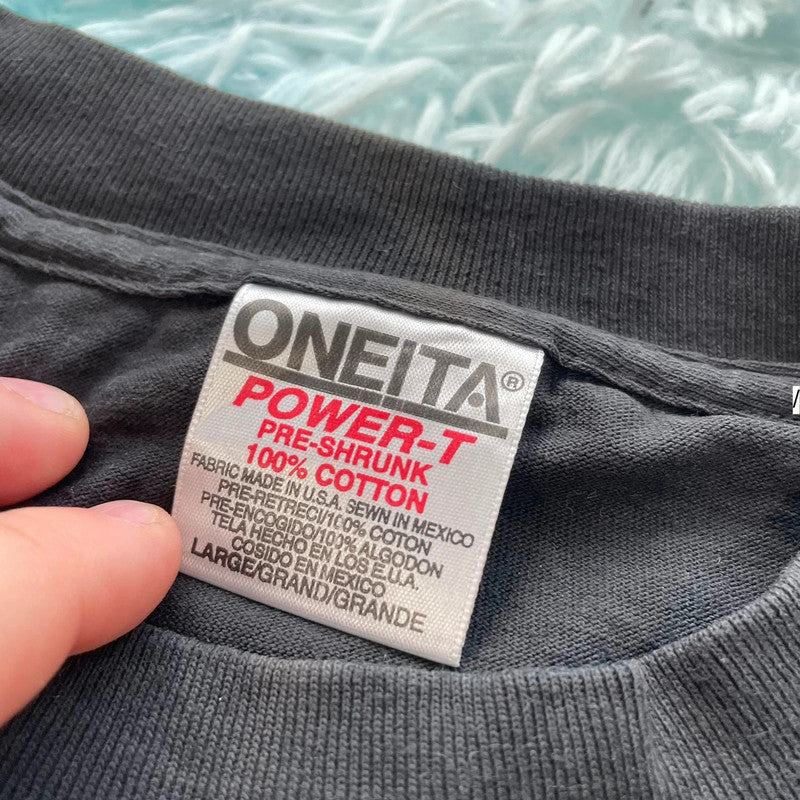 ONEITA®
POWER-T
PRE-SHRUNK
100% COTTON
FABRIC MADE IN U.S.A. SEWN IN MEXICO
PRE-RETRECI/100% COTON
PRE-ENCOGIDO/100% ALGODON
TELA HECHO EN LOS E.U.A.
COSIDO EN MEXICO
LARGE/GRAND/GRANDE